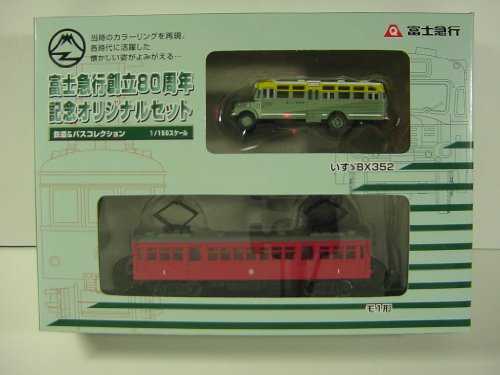 当時のカラーリングを再現。
各時代に活躍した
懐かしい姿がよみがえる…
富士急行
富士急行創立80周年
記念オリジナルセット
鉄道&バスコレクション 1/150スケール
いすゞBX352
1 1
モ1形